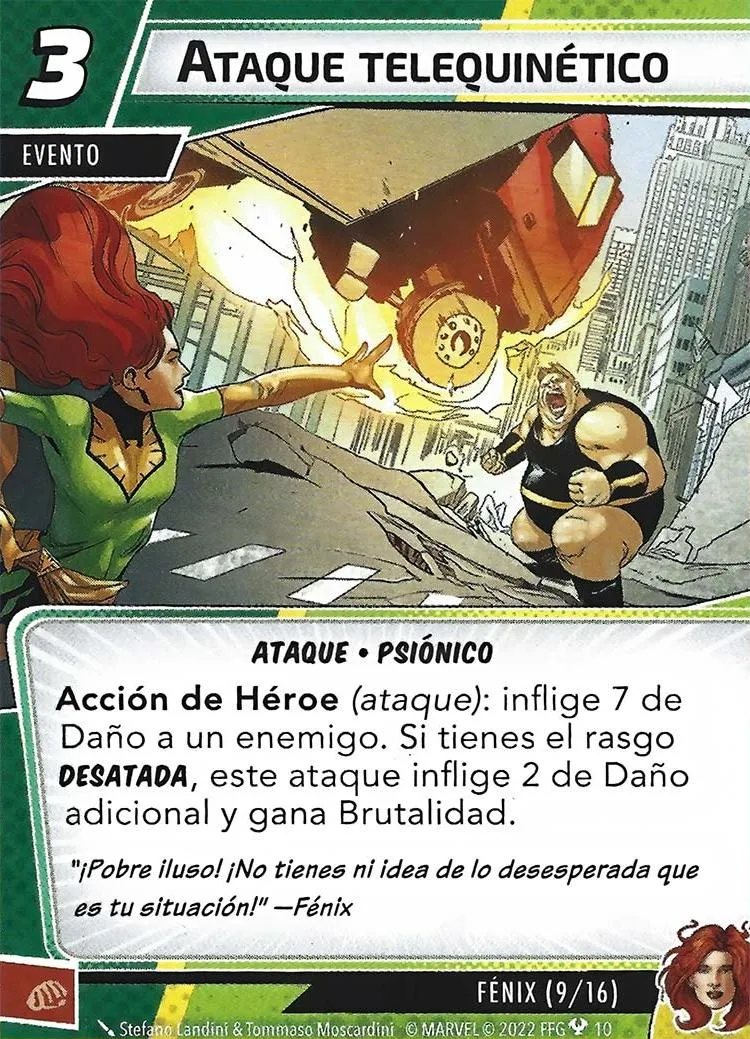 3
ATAQUE TELEQUINÉTICO
EVENTO
ATAQUE • PSIÓNICO
Acción de Héroe (ataque): inflige 7 de
Daño a un enemigo. Si tienes el rasgo
DESATADA, este ataque inflige 2 de Daño
adicional y gana Brutalidad.
"¡Pobre iluso! ¡No tienes ni idea de lo desesperada que
es tu situación!" —Fénix
FÉNIX (9/16)
Stefano Landini & Tommaso Moscardini © MARVEL © 2022 FFG 10